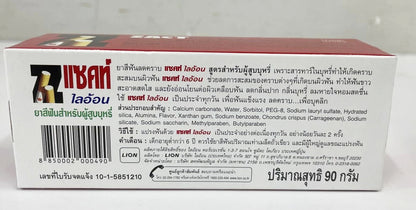 แซคท์
ไลอ้อน
ยาสีฟันสำหรับผู้สูบบุหรี่
8 850002 000490
เลขที่ใบรับจดแจ้ง 10-1-5851210
ยาสีฟันลดคราบ แซคท์ ไลอ้อน สูตรสำหรับผู้สูบบุหรี่ เพราะสารทาร์ในบุหรี่ทำให้เกิดคราบ
สะสมบนผิวฟัน แซคท์ ไลอ้อน ช่วยลดการสะสมของคราบต่างๆที่เกิดบนผิวฟัน ทำให้ฟันขาว
สะอาดสดใส และยังอ่อนโยนต่อผิวเคลือบฟัน ลดกลิ่นปาก กลิ่นบุหรี่ ลมหายใจหอมสดชื่น
ใช้ แซคท์ ไลอ้อน เป็นประจำทุกวัน เพื่อฟันแข็งแรง ลดคราบ...เพื่อบุคลิก
ส่วนประกอบสำคัญ : Calcium carbonate, Water, Sorbitol, PEG-8, Sodium lauryl sulfate, Hydrated
silica, Alumina, Flavor, Xanthan gum, Sodium benzoate, Chondrus crispus (Carrageenan), Sodium
silicate, Sodium saccharin, Methylparaben, Butylparaben
วิธีใช้ : แปรงฟันด้วย แซคท์ ไลอ้อน เป็นประจำอย่างต่อเนื่องทุกวัน อย่างน้อยวันละ 2 ครั้ง
คำเตือน : เด็กอายุต่ำกว่า 6 ปี ควรใช้ยาสีฟันปริมาณเท่าเมล็ดถั่วเขียว และมีผู้ใหญ่ดูแลขณะแปรงฟัน
LION
LION
ปริมาณสุทธิ 90 กรัม